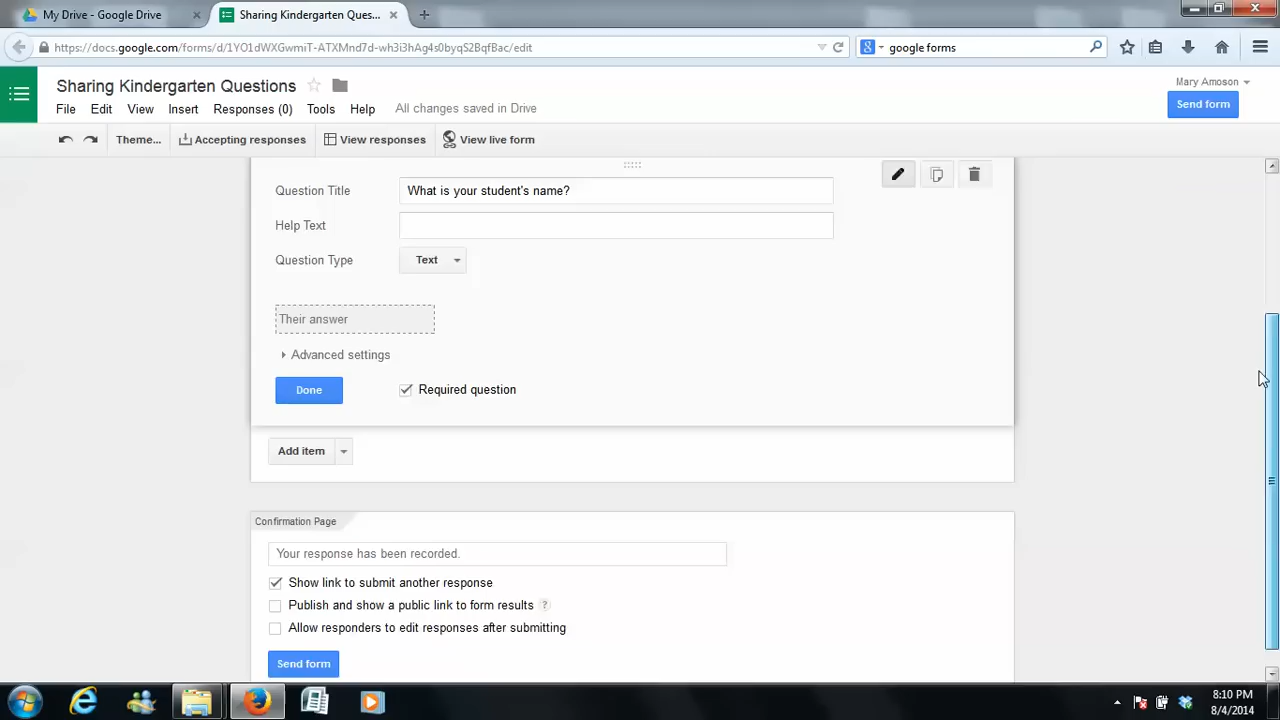 My Drive - Google Drive
Sharing Kindergarten Ques...
https://docs.google.com/forms/d/1YO1dWXGwmiT-ATXMnd7d-wh3i3hAg4s0byqS2BqfBac/edit
google forms
Sharing Kindergarten Questions
Mary Amoson
File Edit View Insert Responses (0) Tools Help All changes saved in Drive
Send form
Theme... Accepting responses View responses View live form
Question Title What is your student's name?
Help Text
Question Type Text
Their answer
Advanced settings
Done Required question
Add item
Confirmation Page
Your response has been recorded.
Show link to submit another response
Publish and show a public link to form results ?
Allow responders to edit responses after submitting
Send form
8:10 PM
8/4/2014